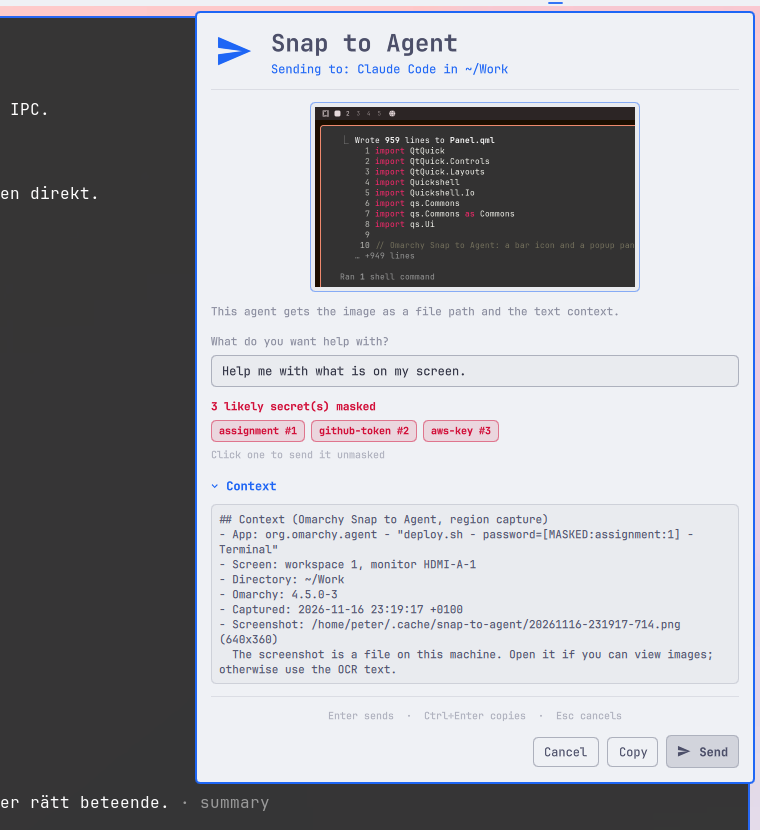 IPC.
en direkt.
er rätt beteende. · summary
Snap to Agent
Sending to: Claude Code in ~/Work
2 3 4 5
Wrote 959 lines to Panel.qml
1 import QtQuick
2 import QtQuick.Controls
3 import QtQuick.Layouts
4 import Quickshell
5 import Quickshell.Io
6 import qs.Commons
7 import qs.Commons as Commons
8 import qs.Ui
9
10 // Omarchy Snap to Agent: a bar icon and a popup pan
… +949 lines
Ran 1 shell command
This agent gets the image as a file path and the text context.
What do you want help with?
Help me with what is on my screen.
3 likely secret(s) masked
assignment #1 github-token #2 aws-key #3
Click one to send it unmasked
Context
## Context (Omarchy Snap to Agent, region capture)
- App: org.omarchy.agent - "deploy.sh - password=[MASKED:assignment:1] -
Terminal"
- Screen: workspace 1, monitor HDMI-A-1
- Directory: ~/Work
- Omarchy: 4.5.0-3
- Captured: 2026-11-16 23:19:17 +0100
- Screenshot: /home/peter/.cache/snap-to-agent/20261116-231917-714.png
(640x360)
The screenshot is a file on this machine. Open it if you can view images;
otherwise use the OCR text.
Enter sends · Ctrl+Enter copies · Esc cancels
Cancel Copy Send